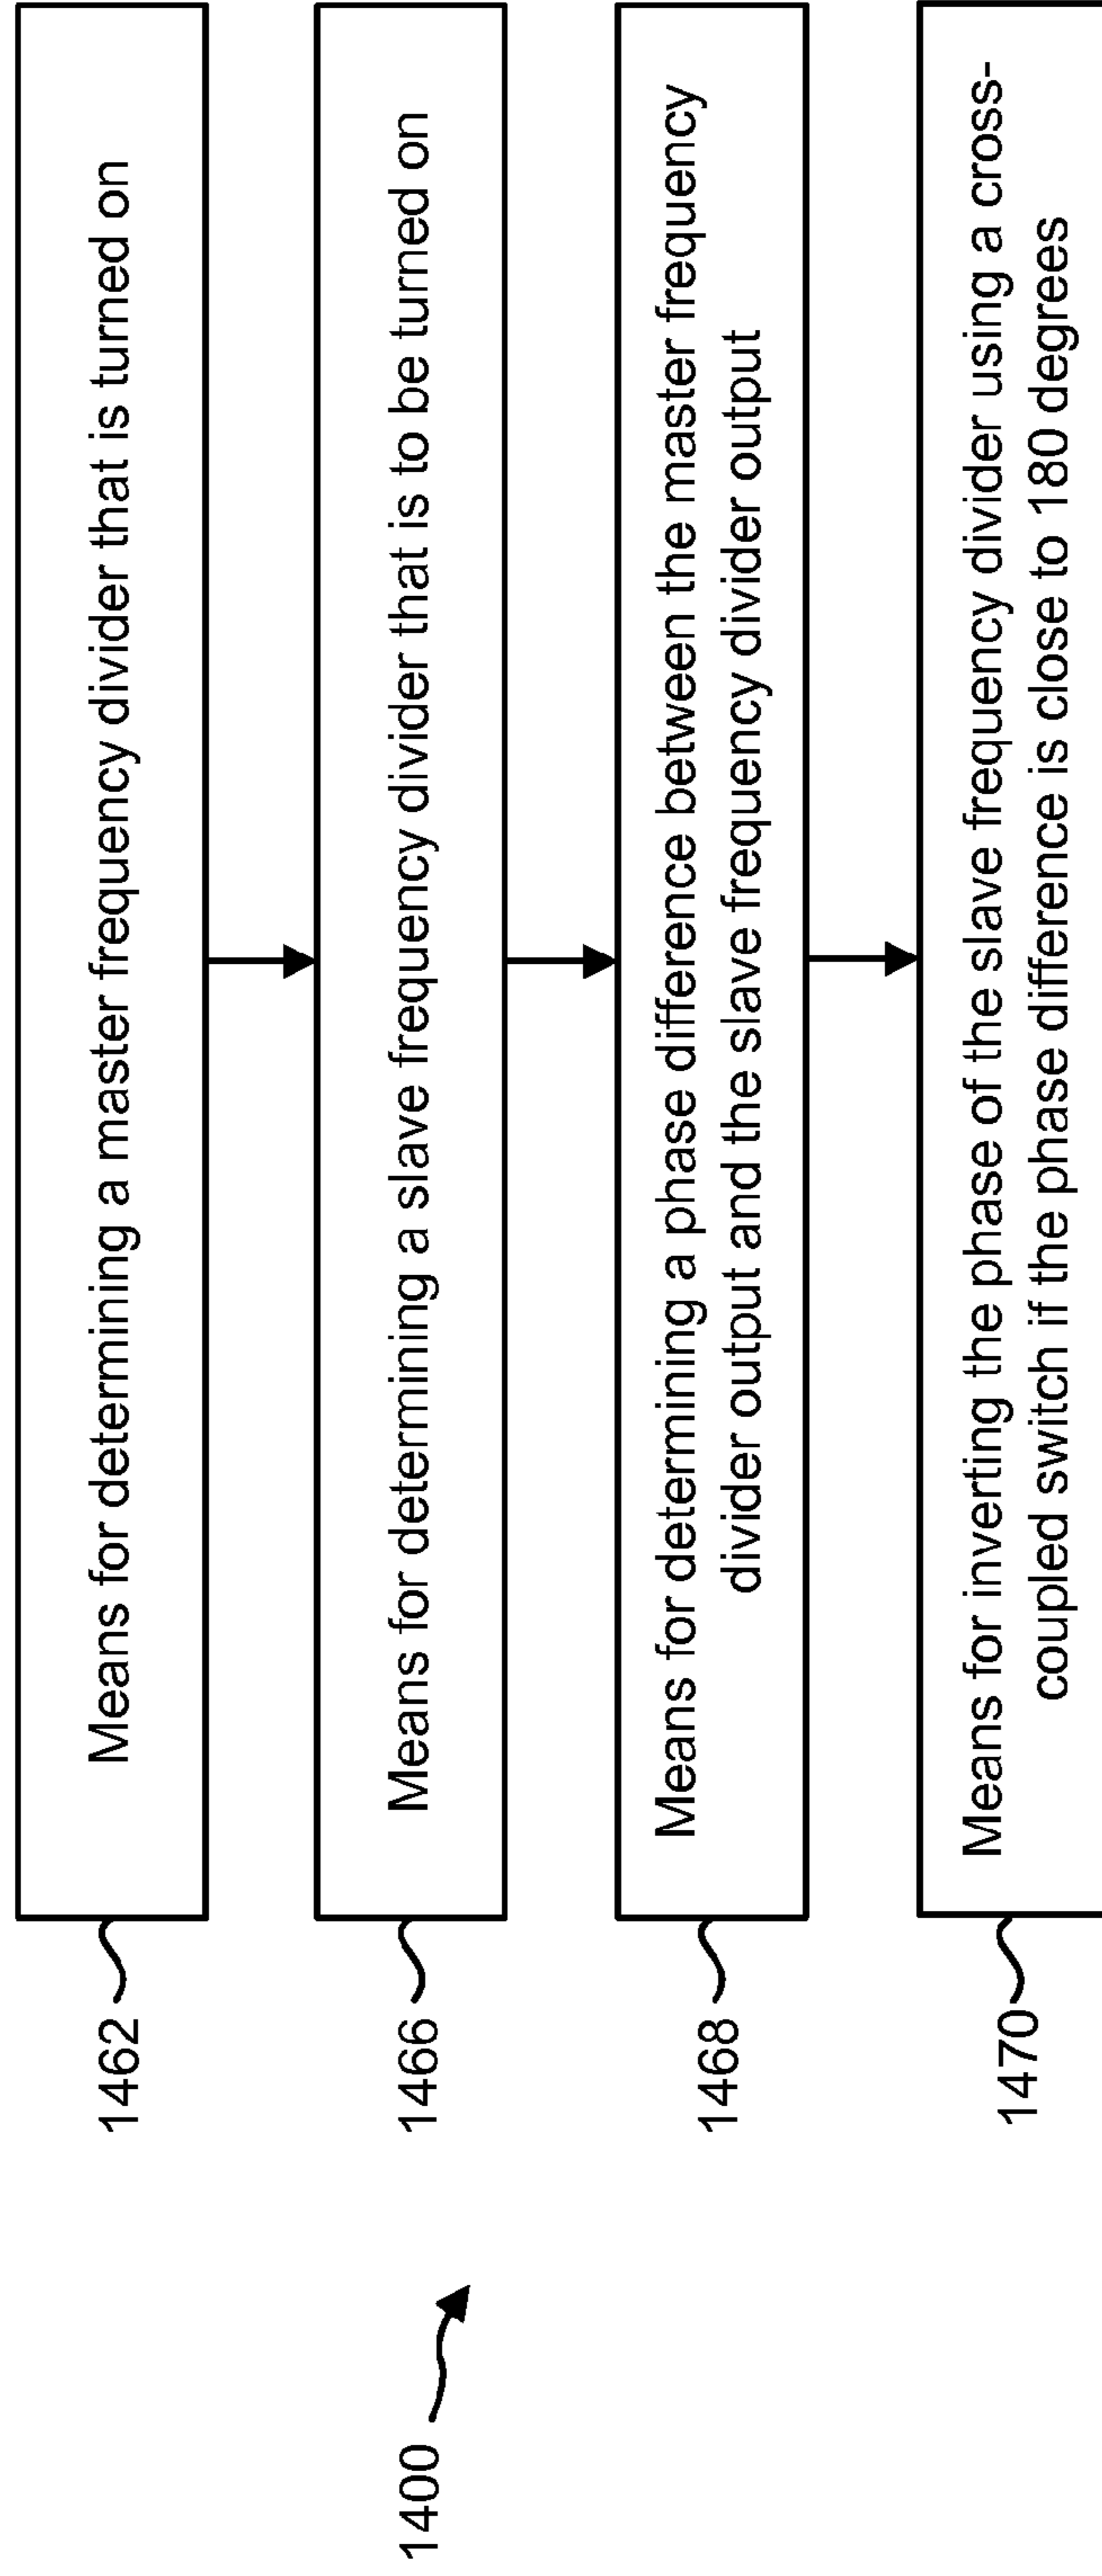 1400
1462
Means for determining a master frequency divider that is turned on
1466
Means for determining a slave frequency divider that is to be turned on
1468
Means for determining a phase difference between the master frequency
divider output and the slave frequency divider output
1470
Means for inverting the phase of the slave frequency divider using a cross-
coupled switch if the phase difference is close to 180 degrees